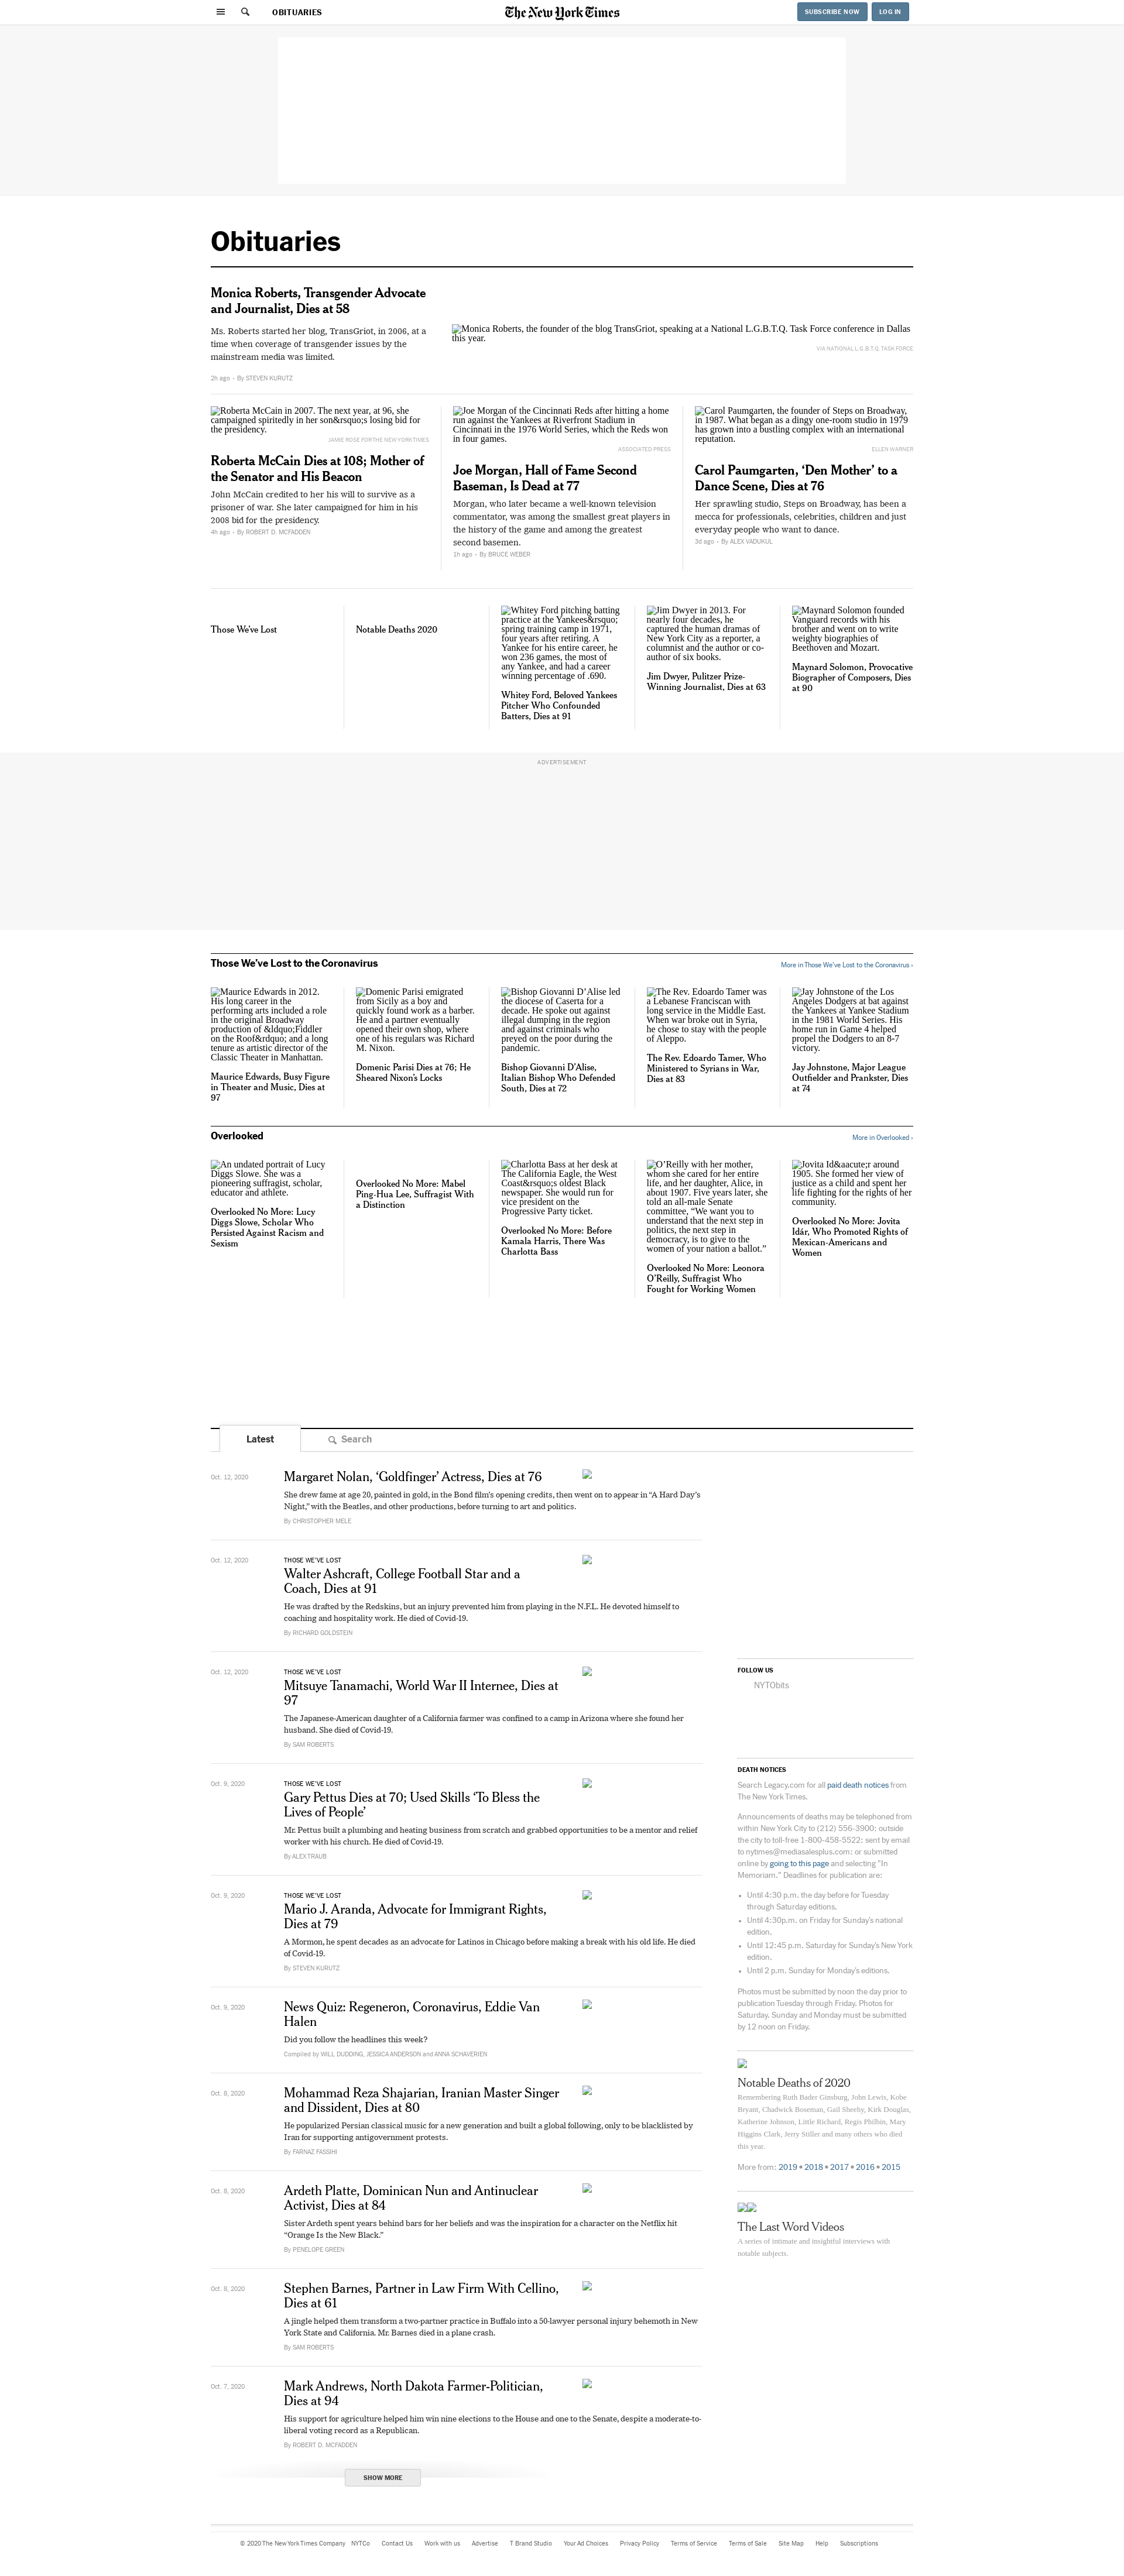 OBITUARIES
The New York Times
SUBSCRIBE NOW
LOG IN
Obituaries
Monica Roberts, Transgender Advocate
and Journalist, Dies at 58
Ms. Roberts started her blog, TransGriot, in 2006, at a
time when coverage of transgender issues by the
mainstream media was limited.
2h ago - By STEVEN KURUTZ
Monica Roberts, the founder of the blog TransGriot, speaking at a National L.G.B.T.Q. Task Force conference in Dallas
this year.
VIA NATIONAL L.G.B.T.Q. TASK FORCE
Roberta McCain in 2007. The next year, at 96, she
campaigned spiritedly in her son&rsquo;s losing bid for
the presidency.
JAMIE ROSE FOR THE NEW YORK TIMES
Roberta McCain Dies at 108; Mother of
the Senator and His Beacon
John McCain credited to her his will to survive as a
prisoner of war. She later campaigned for him in his
2008 bid for the presidency.
4h ago - By ROBERT D. MCFADDEN
Joe Morgan of the Cincinnati Reds after hitting a home
run against the Yankees at Riverfront Stadium in
Cincinnati in the 1976 World Series, which the Reds won
in four games.
ASSOCIATED PRESS
Joe Morgan, Hall of Fame Second
Baseman, Is Dead at 77
Morgan, who later became a well-known television
commentator, was among the smallest great players in
the history of the game and among the greatest
second basemen.
1h ago - By BRUCE WEBER
Carol Paumgarten, the founder of Steps on Broadway,
in 1987. What began as a dingy one-room studio in 1979
has grown into a bustling complex with an international
reputation.
ELLEN WARNER
Carol Paumgarten, ‘Den Mother’ to a
Dance Scene, Dies at 76
Her sprawling studio, Steps on Broadway, has been a
mecca for professionals, celebrities, children and just
everyday people who want to dance.
3d ago - By ALEX VADUKUL
Those We’ve Lost
Notable Deaths 2020
Whitey Ford pitching batting
practice at the Yankees&rsquo;
spring training camp in 1971,
four years after retiring. A
Yankee for his entire career, he
won 236 games, the most of
any Yankee, and had a career
winning percentage of .690.
Whitey Ford, Beloved Yankees
Pitcher Who Confounded
Batters, Dies at 91
Jim Dwyer in 2013. For
nearly four decades, he
captured the human dramas of
New York City as a reporter, a
columnist and the author or co-
author of six books.
Jim Dwyer, Pulitzer Prize-
Winning Journalist, Dies at 63
Maynard Solomon founded
Vanguard records with his
brother and went on to write
weighty biographies of
Beethoven and Mozart.
Maynard Solomon, Provocative
Biographer of Composers, Dies
at 90
ADVERTISEMENT
Those We’ve Lost to the Coronavirus
More in Those We’ve Lost to the Coronavirus ›
Maurice Edwards in 2012.
His long career in the
performing arts included a role
in the original Broadway
production of &ldquo;Fiddler
on the Roof&rdquo; and a long
tenure as artistic director of the
Classic Theater in Manhattan.
Maurice Edwards, Busy Figure
in Theater and Music, Dies at
97
Domenic Parisi emigrated
from Sicily as a boy and
quickly found work as a barber.
He and a partner eventually
opened their own shop, where
one of his regulars was Richard
M. Nixon.
Domenic Parisi Dies at 76; He
Sheared Nixon’s Locks
Bishop Giovanni D’Alise led
the diocese of Caserta for a
decade. He spoke out against
illegal dumping in the region
and against criminals who
preyed on the poor during the
pandemic.
Bishop Giovanni D’Alise,
Italian Bishop Who Defended
South, Dies at 72
The Rev. Edoardo Tamer was
a Lebanese Franciscan with
long service in the Middle East.
When war broke out in Syria,
he chose to stay with the people
of Aleppo.
The Rev. Edoardo Tamer, Who
Ministered to Syrians in War,
Dies at 83
Jay Johnstone of the Los
Angeles Dodgers at bat against
the Yankees at Yankee Stadium
in the 1981 World Series. His
home run in Game 4 helped
propel the Dodgers to an 8-7
victory.
Jay Johnstone, Major League
Outfielder and Prankster, Dies
at 74
Overlooked
More in Overlooked ›
An undated portrait of Lucy
Diggs Slowe. She was a
pioneering suffragist, scholar,
educator and athlete.
Overlooked No More: Lucy
Diggs Slowe, Scholar Who
Persisted Against Racism and
Sexism
Overlooked No More: Mabel
Ping-Hua Lee, Suffragist With
a Distinction
Charlotta Bass at her desk at
The California Eagle, the West
Coast&rsquo;s oldest Black
newspaper. She would run for
vice president on the
Progressive Party ticket.
Overlooked No More: Before
Kamala Harris, There Was
Charlotta Bass
O’Reilly with her mother,
whom she cared for her entire
life, and her daughter, Alice, in
about 1907. Five years later, she
told an all-male Senate
committee, “We want you to
understand that the next step in
politics, the next step in
democracy, is to give to the
women of your nation a ballot.”
Overlooked No More: Leonora
O’Reilly, Suffragist Who
Fought for Working Women
Jovita Id&aacute;r around
1905. She formed her view of
justice as a child and spent her
life fighting for the rights of her
community.
Overlooked No More: Jovita
Idár, Who Promoted Rights of
Mexican-Americans and
Women
Latest
Search
Oct. 12, 2020
Margaret Nolan, ‘Goldfinger’ Actress, Dies at 76
She drew fame at age 20, painted in gold, in the Bond film’s opening credits, then went on to appear in “A Hard Day’s
Night,” with the Beatles, and other productions, before turning to art and politics.
By CHRISTOPHER MELE
Oct. 12, 2020
THOSE WE’VE LOST
Walter Ashcraft, College Football Star and a
Coach, Dies at 91
He was drafted by the Redskins, but an injury prevented him from playing in the N.F.L. He devoted himself to
coaching and hospitality work. He died of Covid-19.
By RICHARD GOLDSTEIN
Oct. 12, 2020
THOSE WE’VE LOST
Mitsuye Tanamachi, World War II Internee, Dies at
97
The Japanese-American daughter of a California farmer was confined to a camp in Arizona where she found her
husband. She died of Covid-19.
By SAM ROBERTS
Oct. 9, 2020
THOSE WE’VE LOST
Gary Pettus Dies at 70; Used Skills ‘To Bless the
Lives of People’
Mr. Pettus built a plumbing and heating business from scratch and grabbed opportunities to be a mentor and relief
worker with his church. He died of Covid-19.
By ALEX TRAUB
Oct. 9, 2020
THOSE WE’VE LOST
Mario J. Aranda, Advocate for Immigrant Rights,
Dies at 79
A Mormon, he spent decades as an advocate for Latinos in Chicago before making a break with his old life. He died
of Covid-19.
By STEVEN KURUTZ
Oct. 9, 2020
News Quiz: Regeneron, Coronavirus, Eddie Van
Halen
Did you follow the headlines this week?
Compiled by WILL DUDDING, JESSICA ANDERSON and ANNA SCHAVERIEN
Oct. 8, 2020
Mohammad Reza Shajarian, Iranian Master Singer
and Dissident, Dies at 80
He popularized Persian classical music for a new generation and built a global following, only to be blacklisted by
Iran for supporting antigovernment protests.
By FARNAZ FASSIHI
Oct. 8, 2020
Ardeth Platte, Dominican Nun and Antinuclear
Activist, Dies at 84
Sister Ardeth spent years behind bars for her beliefs and was the inspiration for a character on the Netflix hit
“Orange Is the New Black.”
By PENELOPE GREEN
Oct. 8, 2020
Stephen Barnes, Partner in Law Firm With Cellino,
Dies at 61
A jingle helped them transform a two-partner practice in Buffalo into a 50-lawyer personal injury behemoth in New
York State and California. Mr. Barnes died in a plane crash.
By SAM ROBERTS
Oct. 7, 2020
Mark Andrews, North Dakota Farmer-Politician,
Dies at 94
His support for agriculture helped him win nine elections to the House and one to the Senate, despite a moderate-to-
liberal voting record as a Republican.
By ROBERT D. MCFADDEN
SHOW MORE
FOLLOW US
NYTObits
DEATH NOTICES
Search Legacy.com for all paid death notices from
The New York Times.
Announcements of deaths may be telephoned from
within New York City to (212) 556-3900; outside
the city to toll-free 1-800-458-5522; sent by email
to nytimes@mediasalesplus.com; or submitted
online by going to this page and selecting "In
Memoriam." Deadlines for publication are:
• Until 4:30 p.m. the day before for Tuesday
through Saturday editions.
• Until 4:30p.m. on Friday for Sunday’s national
edition.
• Until 12:45 p.m. Saturday for Sunday’s New York
edition.
• Until 2 p.m. Sunday for Monday’s editions.
Photos must be submitted by noon the day prior to
publication Tuesday through Friday. Photos for
Saturday, Sunday and Monday must be submitted
by 12 noon on Friday.
Notable Deaths of 2020
Remembering Ruth Bader Ginsburg, John Lewis, Kobe
Bryant, Chadwick Boseman, Gail Sheehy, Kirk Douglas,
Katherine Johnson, Little Richard, Regis Philbin, Mary
Higgins Clark, Jerry Stiller and many others who died
this year.
More from: 2019 • 2018 • 2017 • 2016 • 2015
The Last Word Videos
A series of intimate and insightful interviews with
notable subjects.
© 2020 The New York Times Company NYTCo Contact Us Work with us Advertise T Brand Studio Your Ad Choices Privacy Policy Terms of Service Terms of Sale Site Map Help Subscriptions